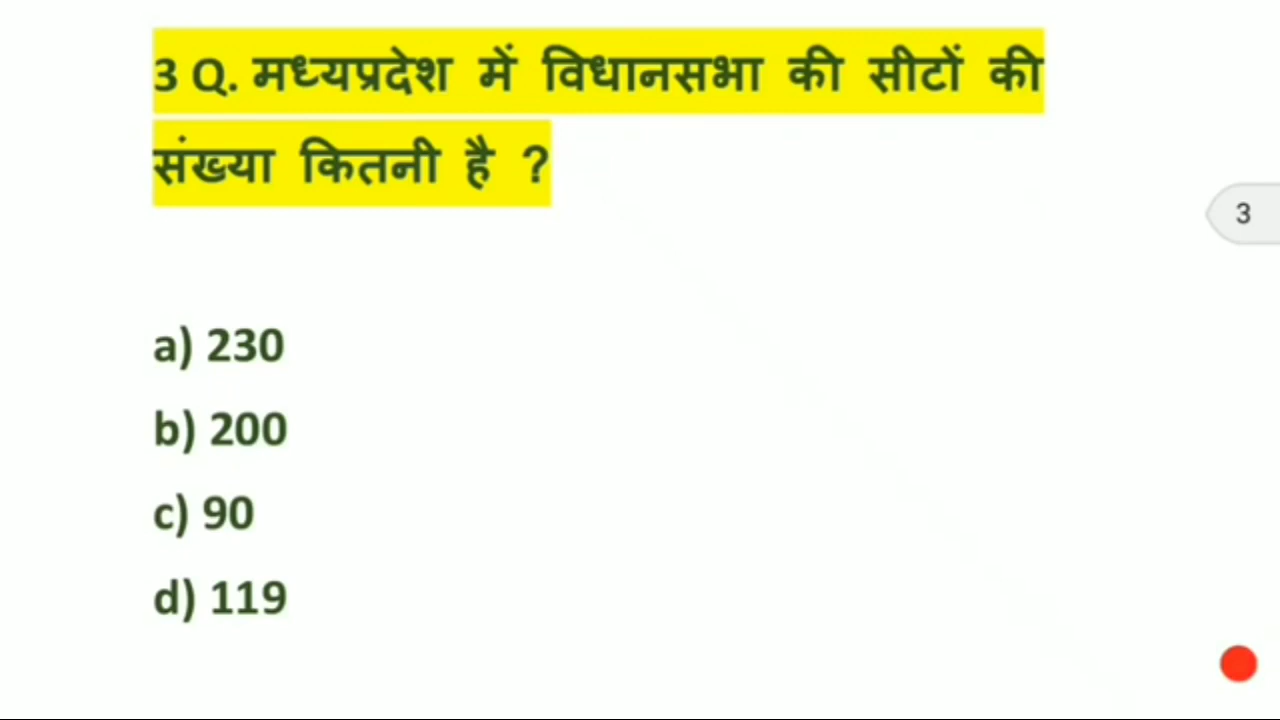 3 Q. मध्यप्रदेश में विधानसभा की सीटों की
संख्या कितनी है ?
3
a) 230
b) 200
c) 90
d) 119